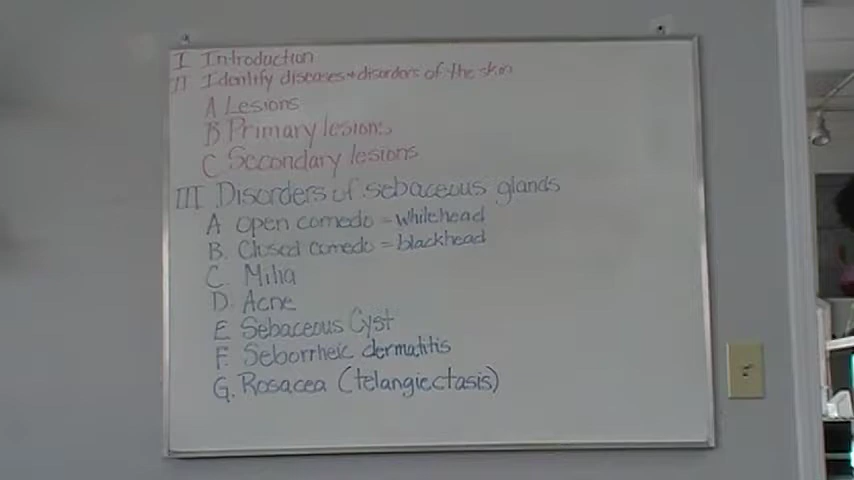 I Introduction
II Identify diseases + disorders of the skin
A Lesions
B Primary lesions
C Secondary lesions
III Disorders of sebaceous glands
A Open comedo = whitehead
B. Closed comedo = blackhead
C. Milia
D. Acne
E Sebaceous Cyst
F. Seborrheic dermatitis
G. Rosacea (telangiectasis)